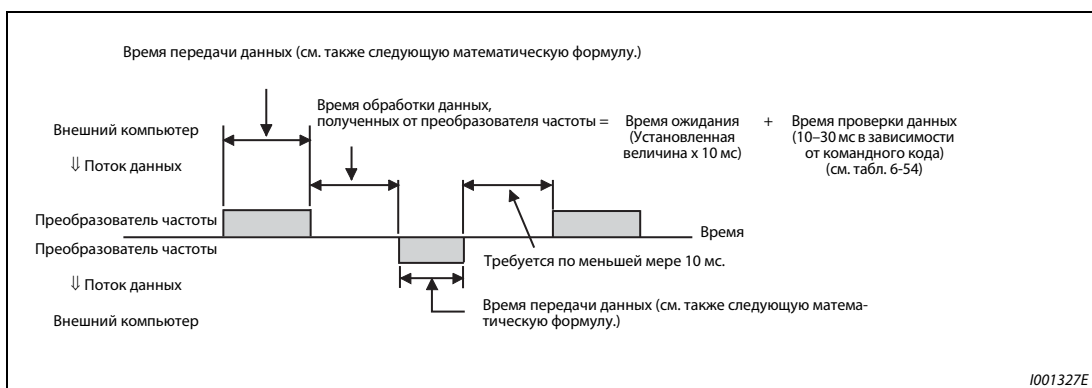 Время передачи данных (см. также следующую математическую формулу.)
Время обработки данных,
полученных от преобразователя частоты =
Время ожидания
(Установленная
величина x 10 мс)
+
Время проверки данных
(10–30 мс в зависимости
от командного кода)
(см. табл. 6-54)
Внешний компьютер
⇓ Поток данных
Преобразователь частоты
Время
Преобразователь частоты
⇓ Поток данных
Внешний компьютер
Требуется по меньшей мере 10 мс.
Время передачи данных (см. также следующую матема-
тическую формулу.)
I001327E